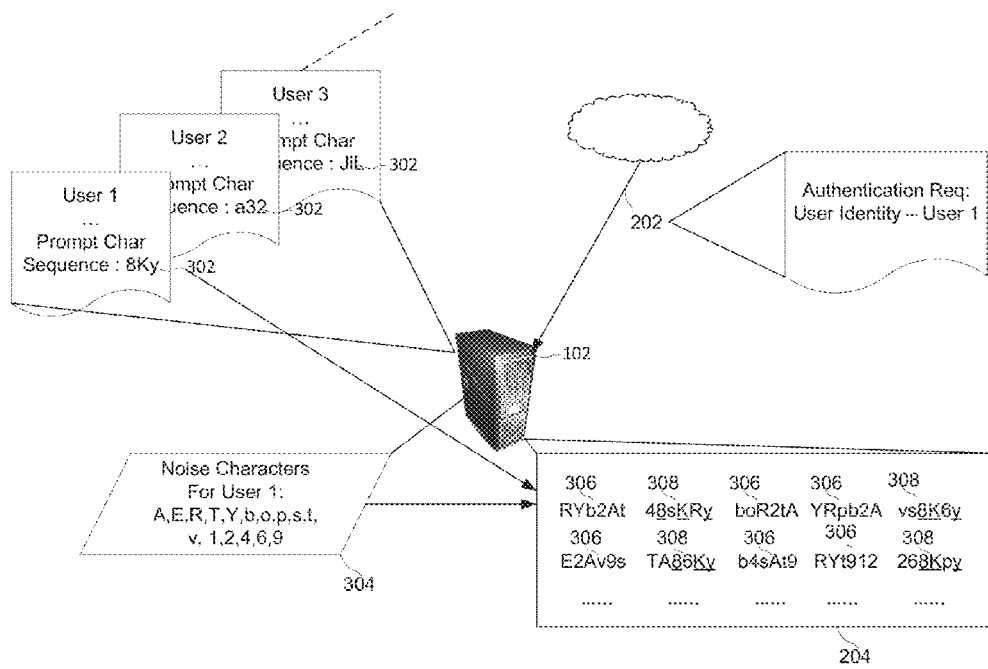 User 3
...
mpt Char
uence : JiL
302
User 2
...
ompt Char
quence : a32
302
User 1
...
Prompt Char
Sequence : 8Ky
302
202
Authentication Req:
User Identity -- User 1
102
Noise Characters
For User 1:
A,E,R,T,Y,b,o,p,s,t,
v, 1,2,4,6,9
304
306 308 306 306 308
RYb2At 48sKRy boR2tA YRpb2A vs8K6y
306 308 306 306 308
E2Av9s TA86Ky b4sAt9 RYt912 268Kpy
...... ...... ...... ...... ......
204